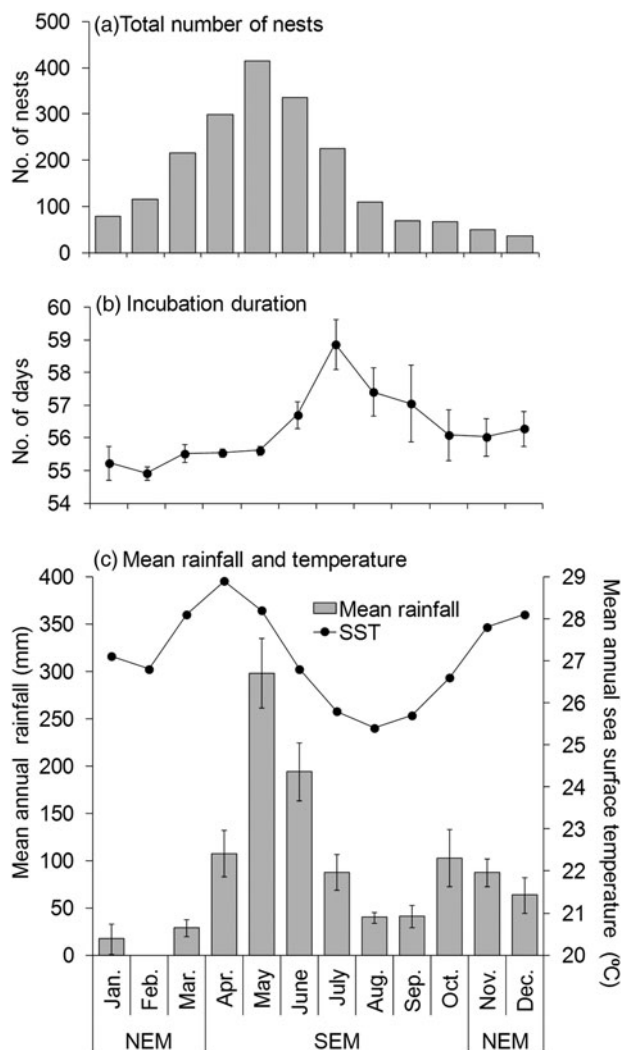 (a)Total number of nests
No. of nests
500
400
300
200
100
0
(b) Incubation duration
No. of days
60
59
58
57
56
55
54
(c) Mean rainfall and temperature
Mean annual rainfall (mm)
400
350
300
250
200
150
100
50
0
Mean rainfall
SST
29
28
27
26
25
24
23
22
21
20
Mean annual sea surface temperature (ºC)
Jan. Feb. Mar. Apr. May June July Aug. Sep. Oct. Nov. Dec.
NEM SEM NEM